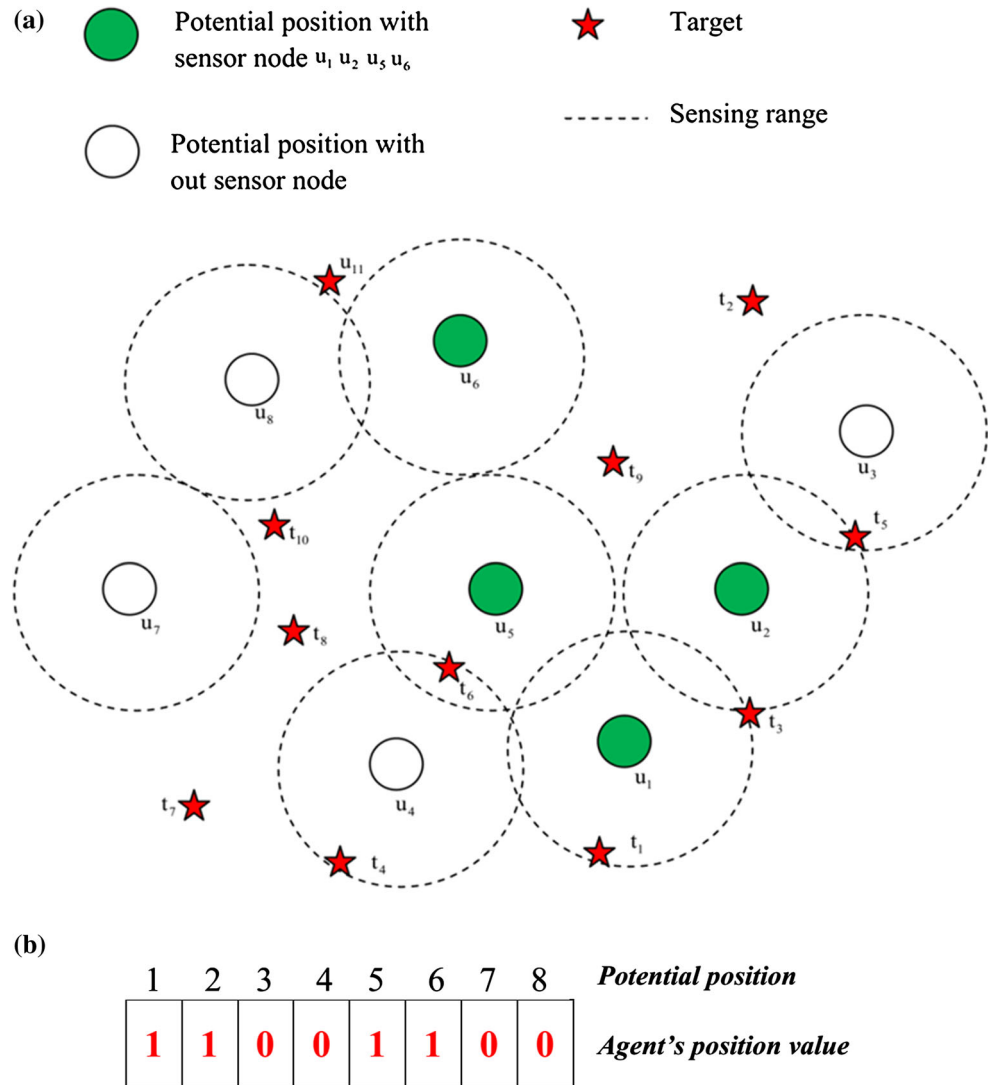 (a)
Potential position with
sensor node u₁ u₂ u₅ u₆
Target
Potential position with
out sensor node
Sensing range
u₁₁
t₂
u₆
u₈
u₃
t₉
t₅
t₁₀
u₇
t₈
u₅
u₂
t₆
t₃
u₁
u₄
t₇
t₁
t₄
(b)
1 2 3 4 5 6 7 8 Potential position
1 1 0 0 1 1 0 0 Agent's position value